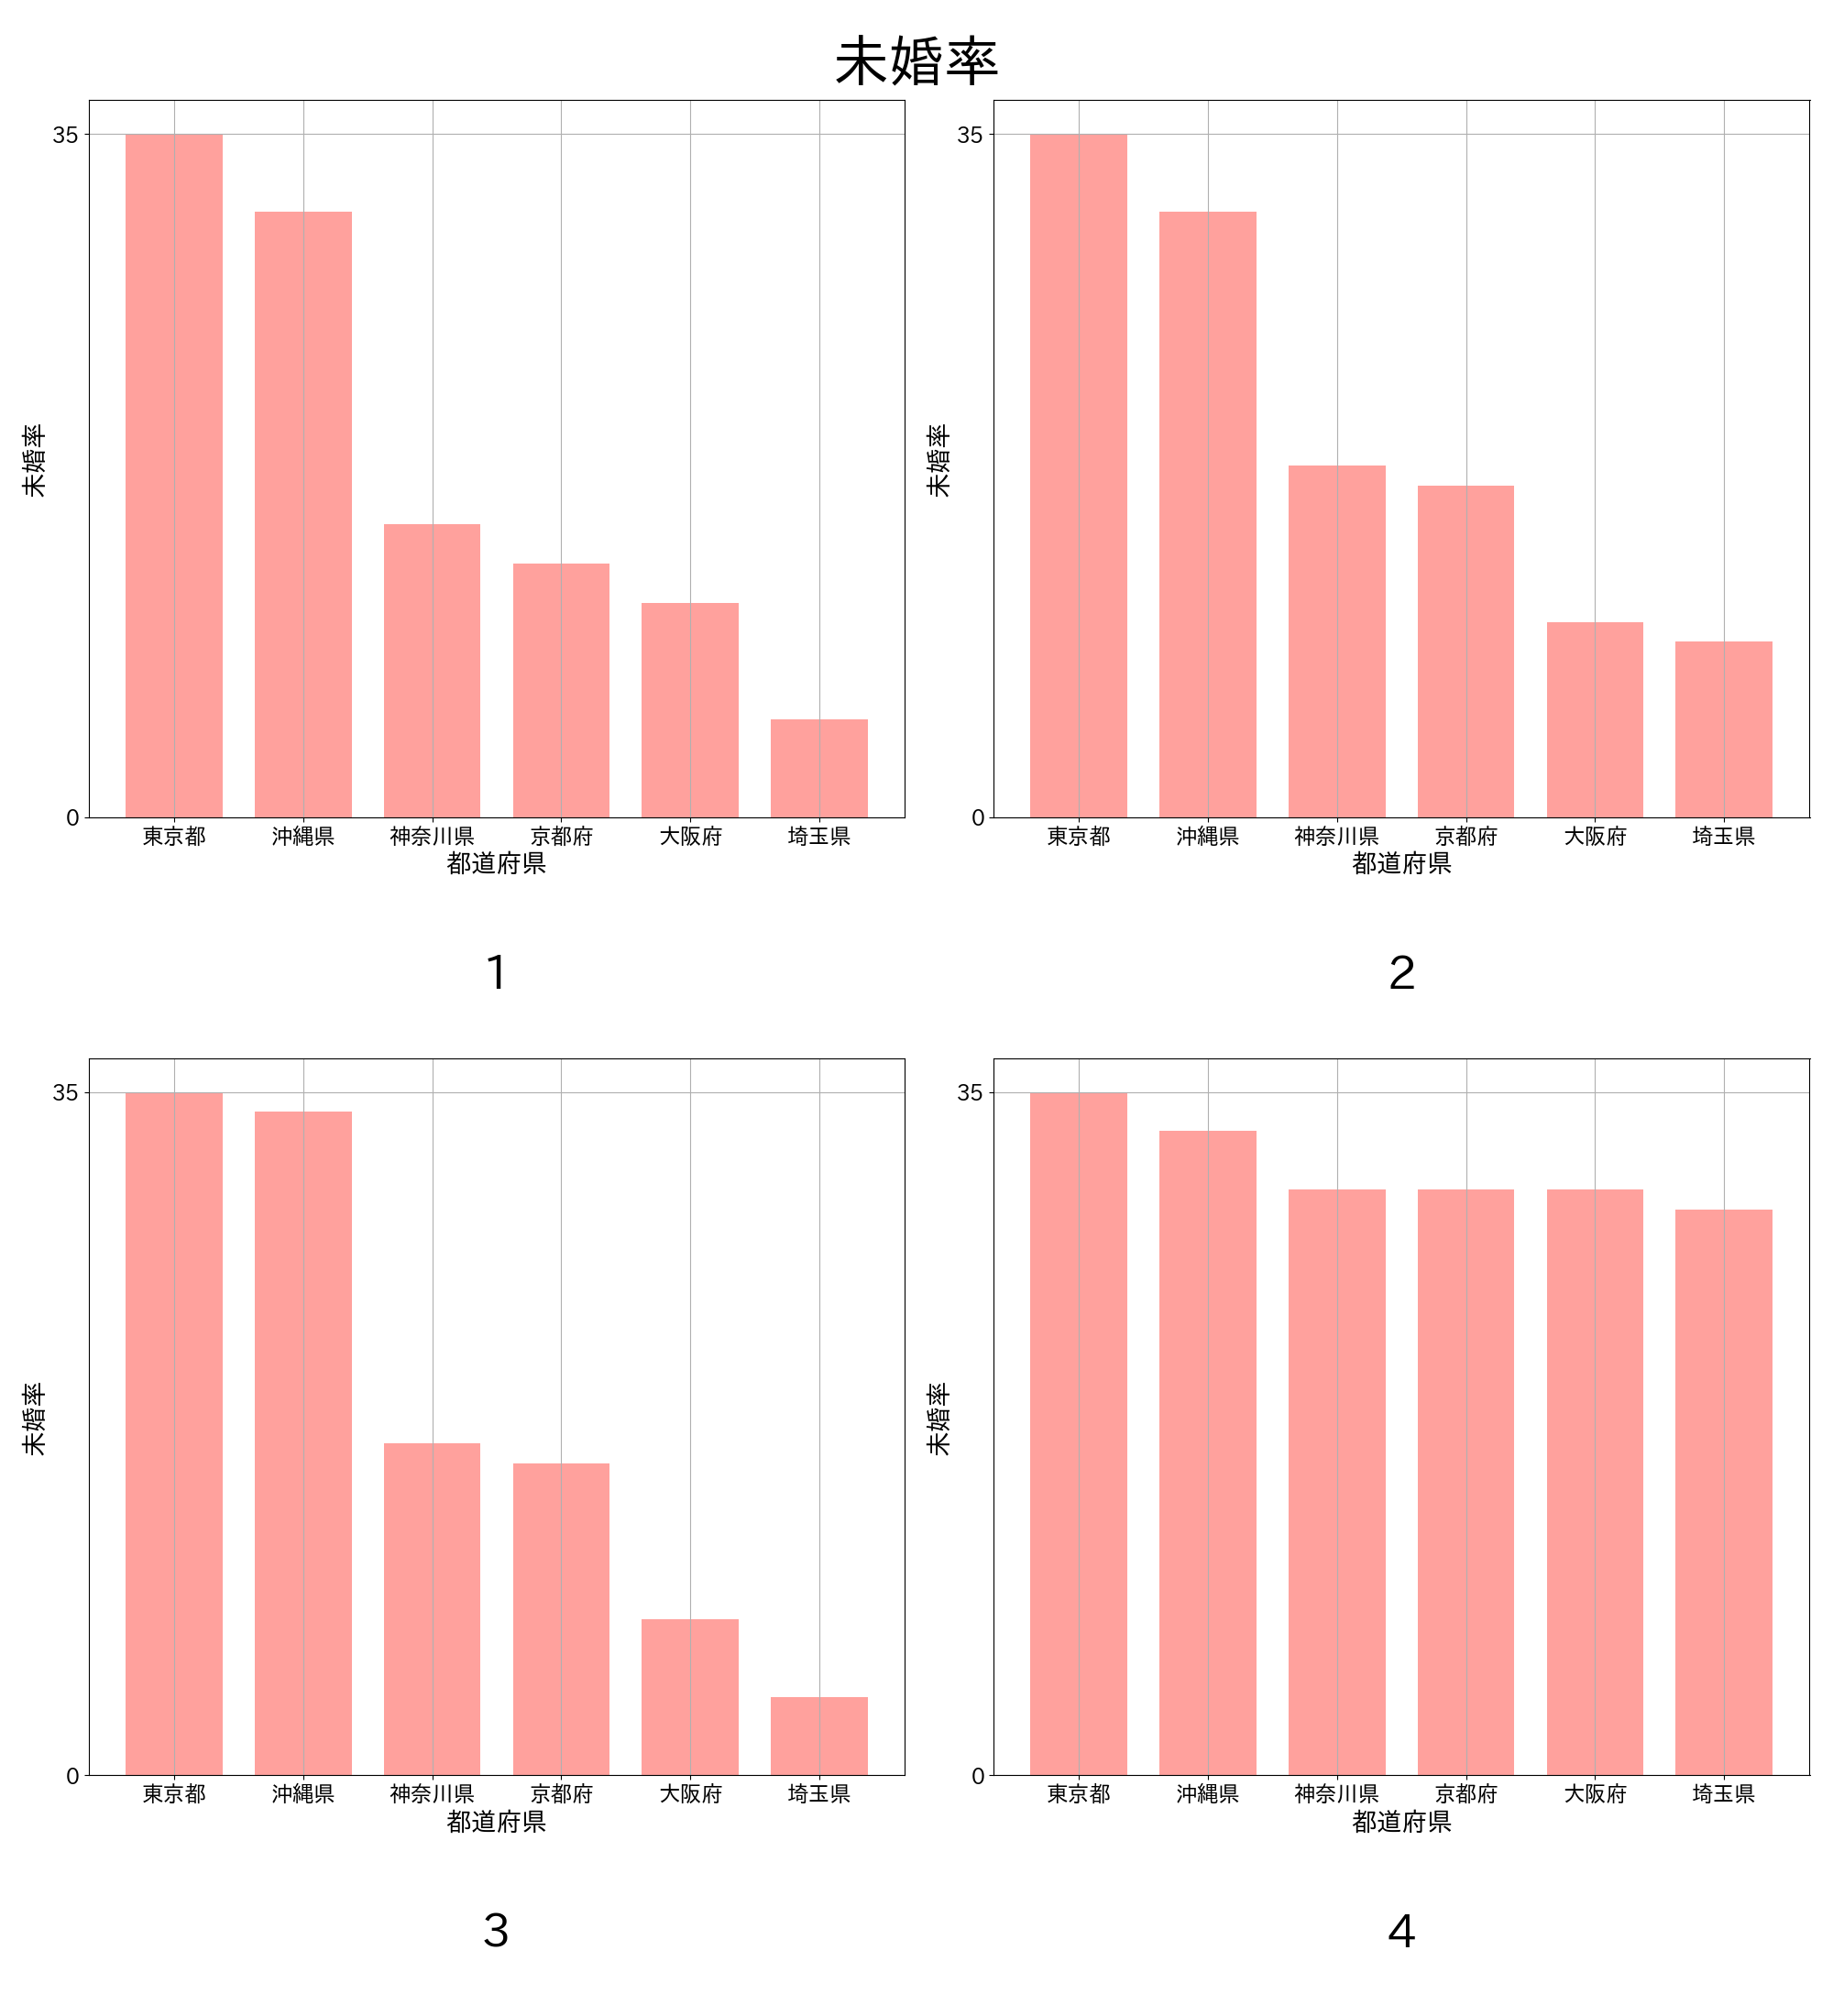 未婚率
35
0
未婚率
東京都 沖縄県 神奈川県 京都府 大阪府 埼玉県
都道府県
1
35
0
未婚率
東京都 沖縄県 神奈川県 京都府 大阪府 埼玉県
都道府県
2
35
0
未婚率
東京都 沖縄県 神奈川県 京都府 大阪府 埼玉県
都道府県
3
35
0
未婚率
東京都 沖縄県 神奈川県 京都府 大阪府 埼玉県
都道府県
4